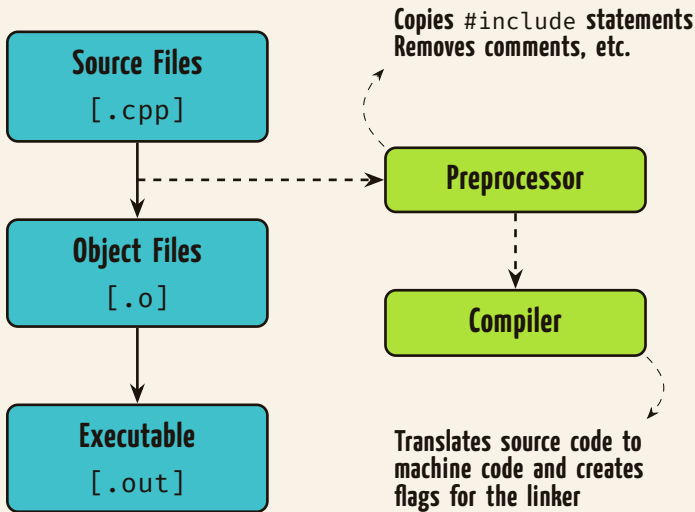 Copies #include statements
Removes comments, etc.
Source Files
[.cpp]
Preprocessor
Object Files
[.o]
Compiler
Executable
[.out]
Translates source code to
machine code and creates
flags for the linker